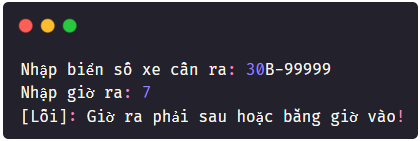 Nhập biển số xe cần ra: 30B-99999
Nhập giờ ra: 7
[Lỗi]: Giờ ra phải sau hoặc bằng giờ vào!